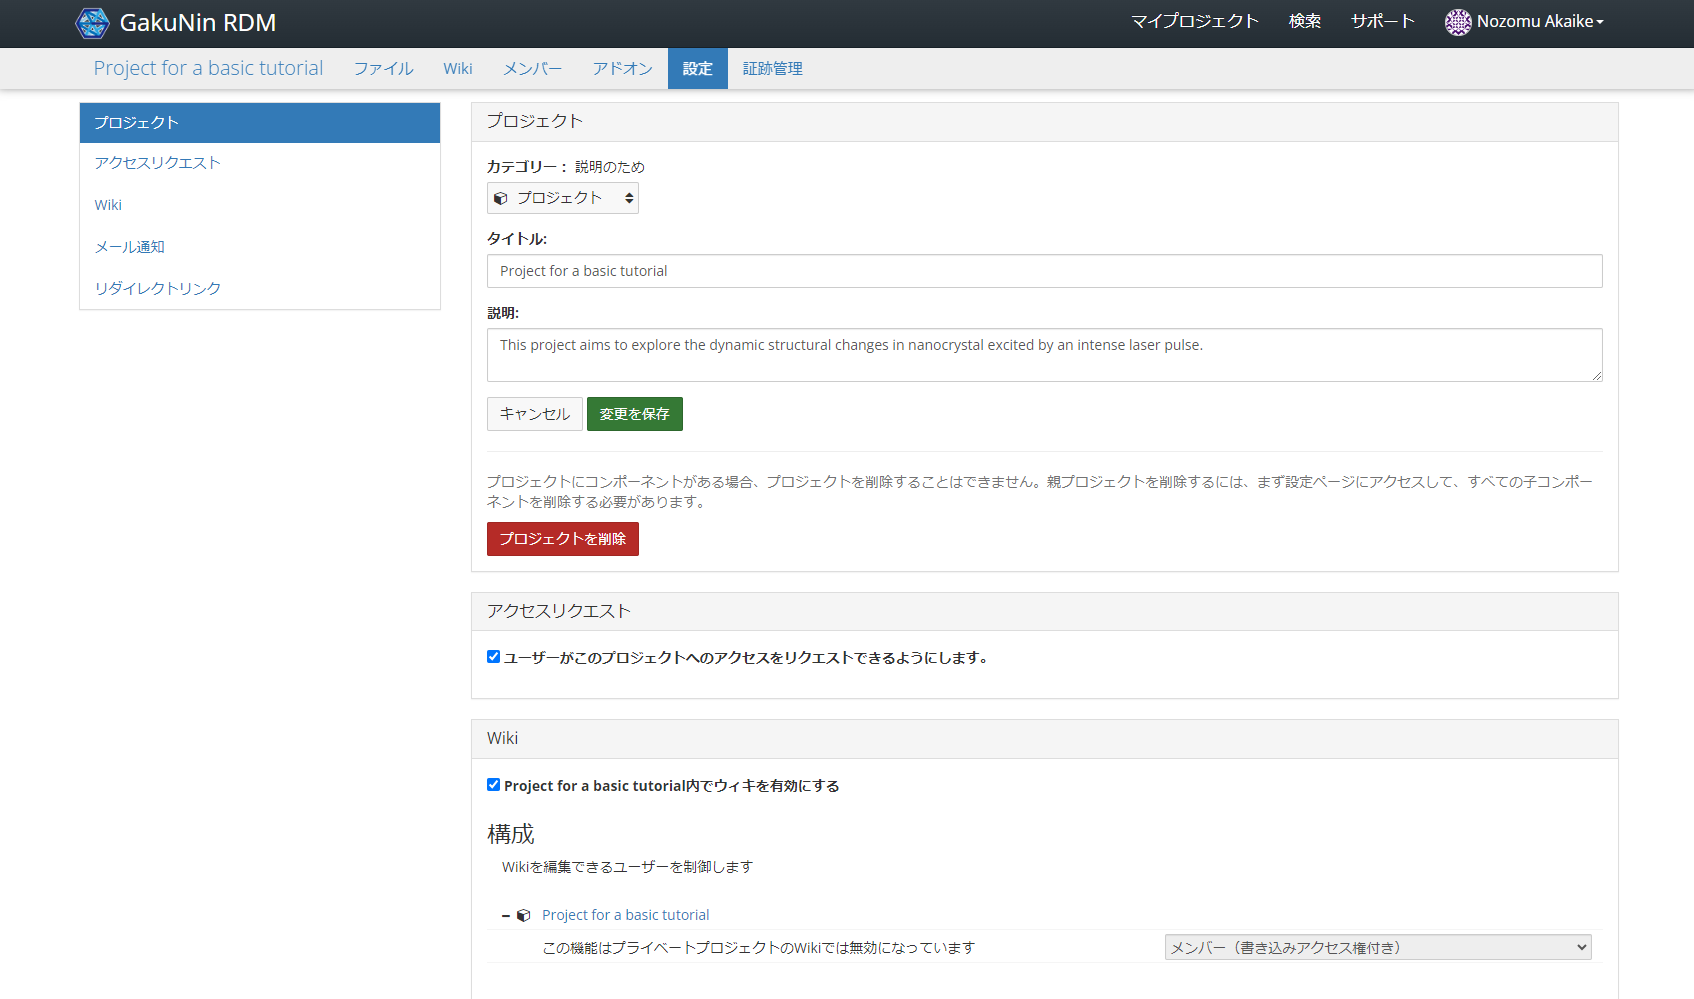 GakuNin RDM
マイプロジェクト 検索 サポート Nozomu Akaike
Project for a basic tutorial ファイル Wiki メンバー アドオン 設定 証跡管理
プロジェクト
アクセスリクエスト
Wiki
メール通知
リダイレクトリンク
プロジェクト
カテゴリー： 説明のため
プロジェクト
タイトル:
Project for a basic tutorial
説明:
This project aims to explore the dynamic structural changes in nanocrystal excited by an intense laser pulse.
キャンセル 変更を保存
プロジェクトにコンポーネントがある場合、プロジェクトを削除することはできません。親プロジェクトを削除するには、まず設定ページにアクセスして、すべての子コンポー
ネントを削除する必要があります。
プロジェクトを削除
アクセスリクエスト
ユーザーがこのプロジェクトへのアクセスをリクエストできるようにします。
Wiki
Project for a basic tutorial内でウィキを有効にする
構成
Wikiを編集できるユーザーを制御します
Project for a basic tutorial
この機能はプライベートプロジェクトのWikiでは無効になっています メンバー（書き込みアクセス権付き）